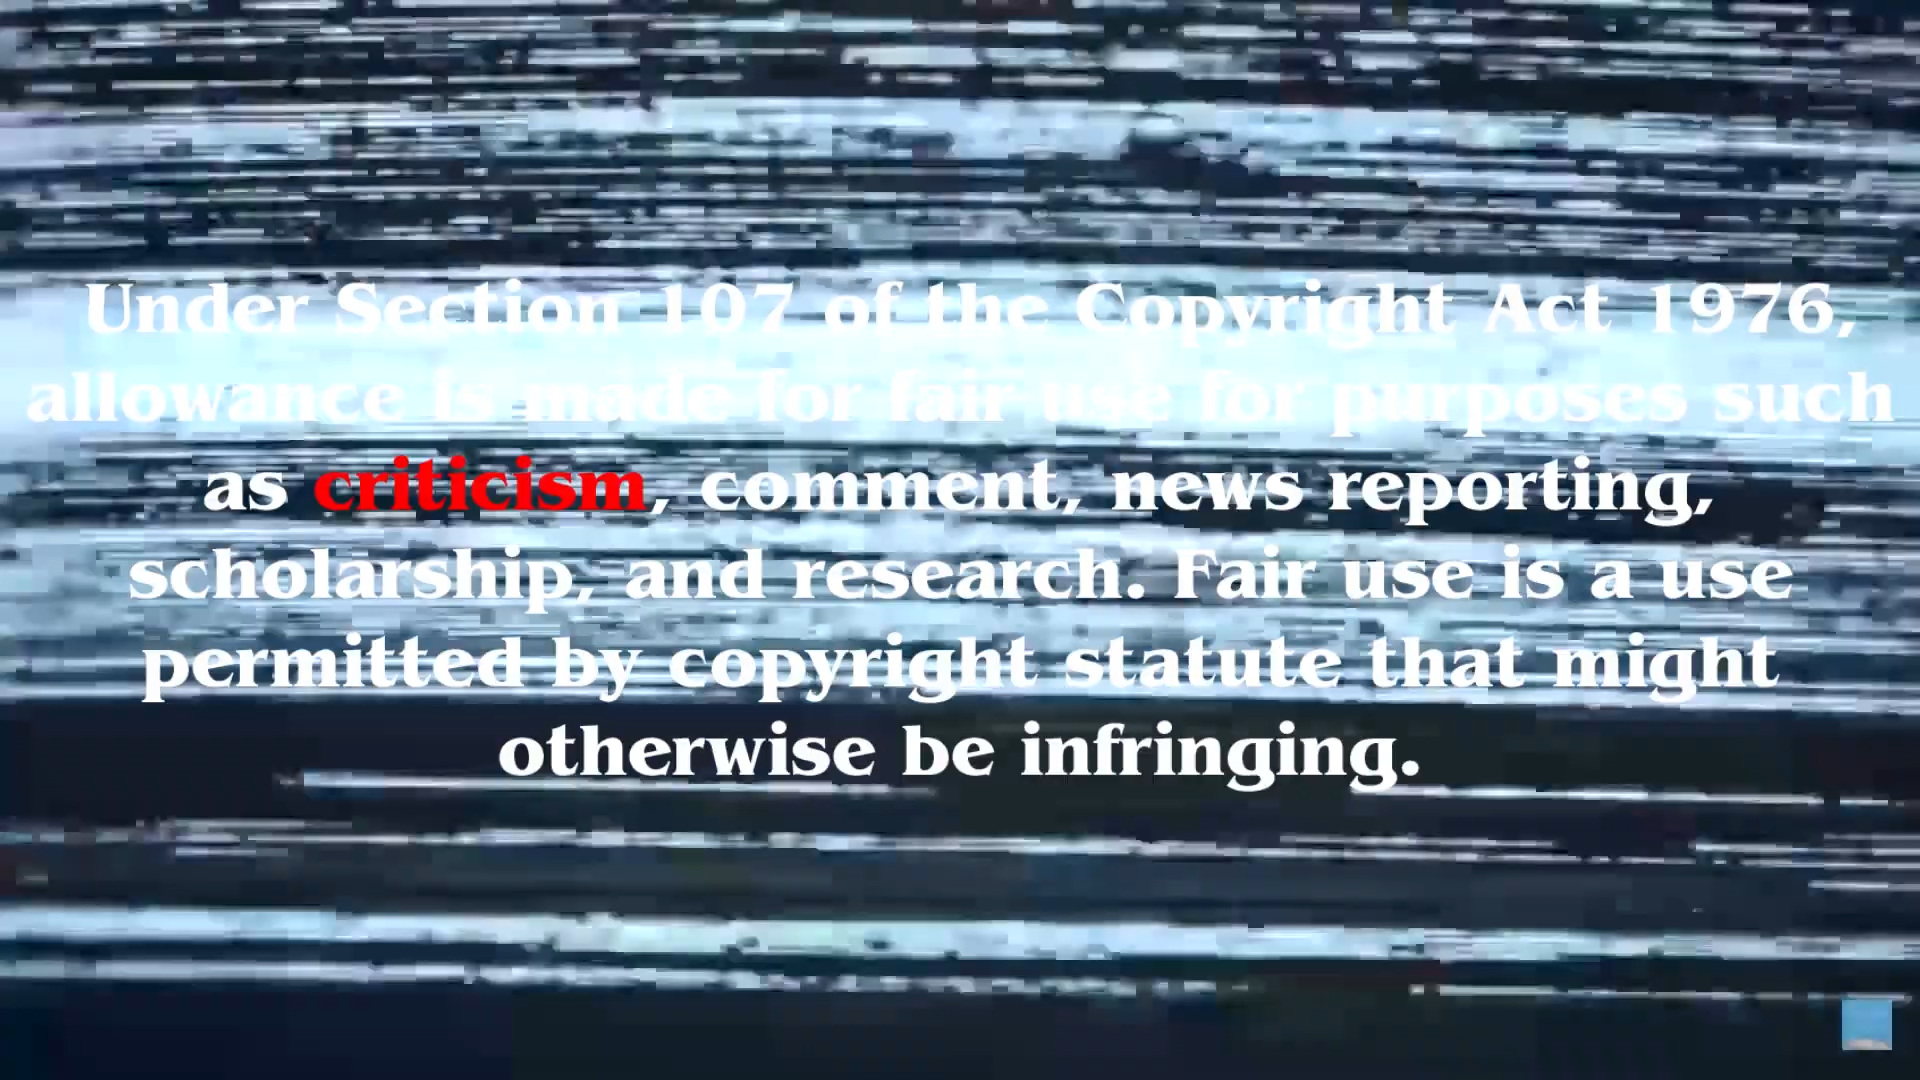 Under Section 107 of the Copyright Act 1976,
allowance is made for fair use for purposes such
as criticism, comment, news reporting,
scholarship, and research. Fair use is a use
permitted by copyright statute that might
otherwise be infringing.